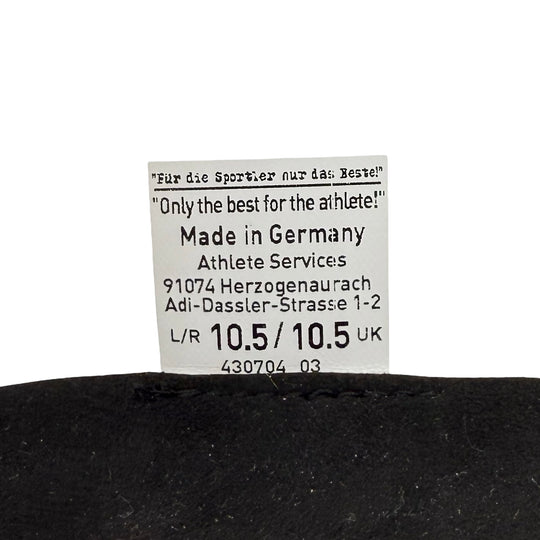 "Für die Sportler nur das Beste!"
"Only the best for the athlete!"
Made in Germany
Athlete Services
91074 Herzogenaurach
Adi-Dassler-Strasse 1-2
L/R 10.5 / 10.5 UK
430704 03